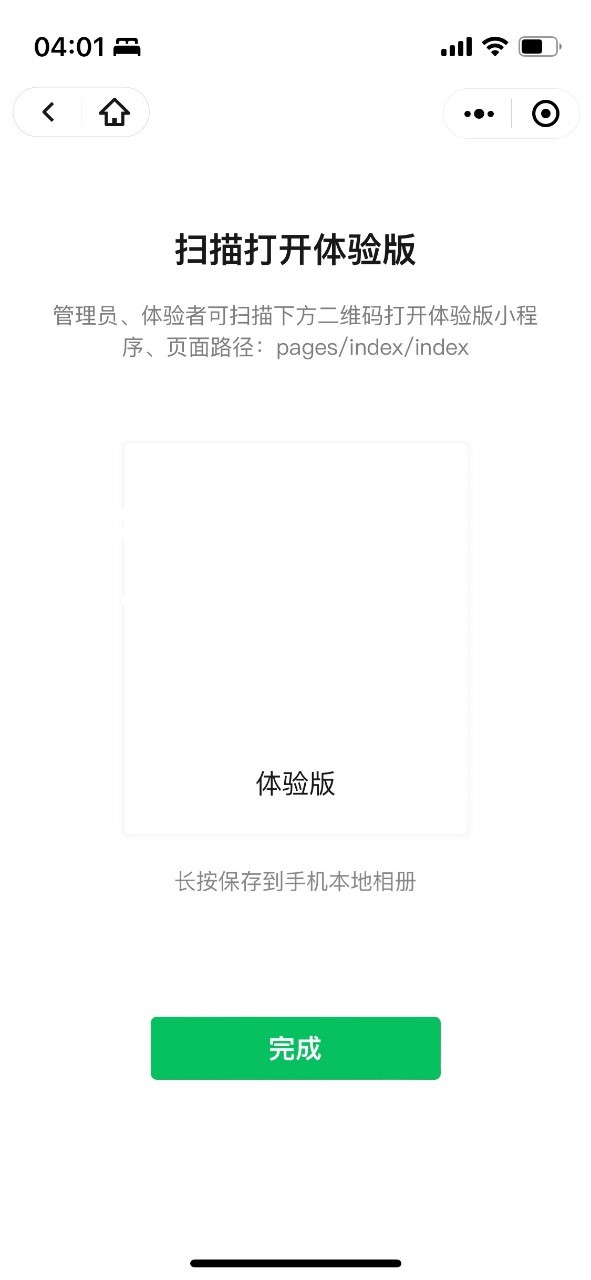 04:01
扫描打开体验版
管理员、体验者可扫描下方二维码打开体验版小程
序、页面路径：pages/index/index
体验版
长按保存到手机本地相册
完成